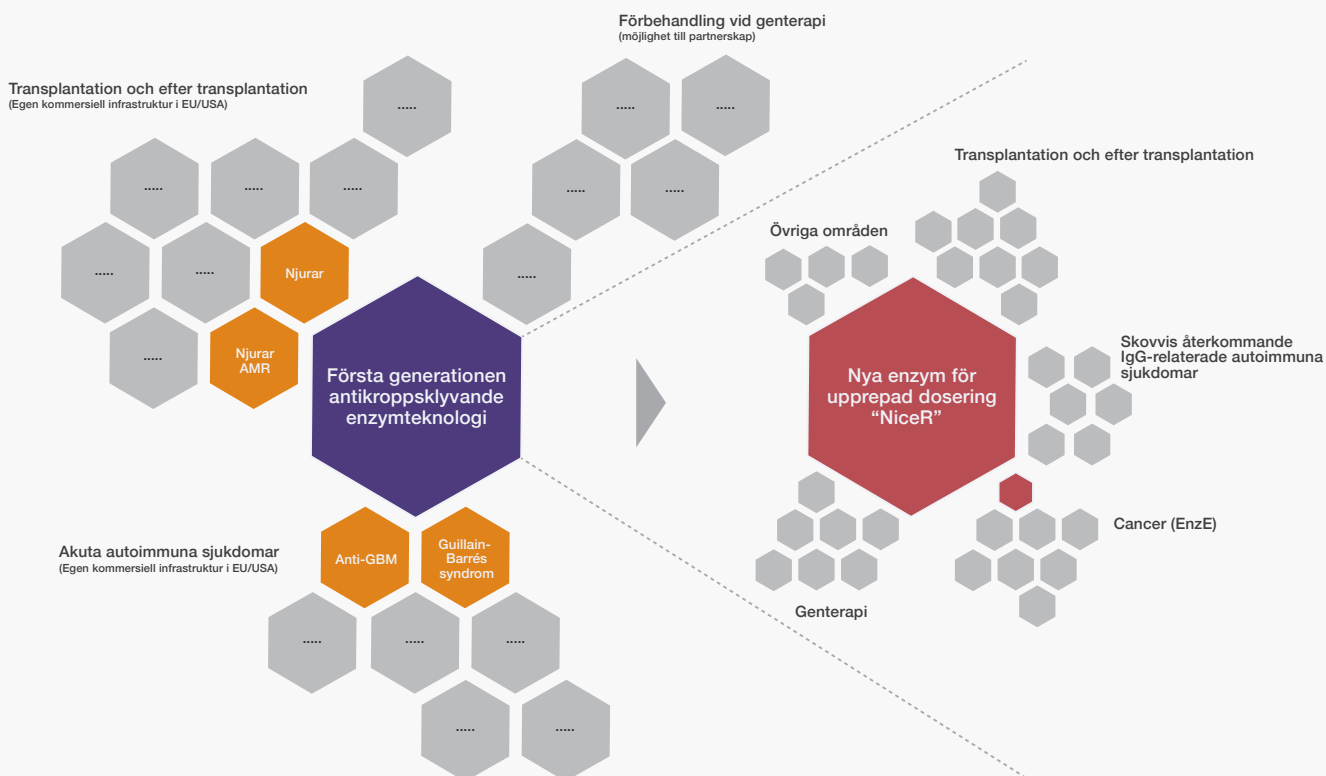 Förbehandling vid genterapi
(möjlighet till partnerskap)
Transplantation och efter transplantation
(Egen kommersiell infrastruktur i EU/USA)
.....
.....
.....
.....
.....
.....
.....
.....
.....
.....
.....
.....
.....
Njurar
Njurar
AMR
Första generationen
antikroppsklyvande
enzymteknologi
Akuta autoimmuna sjukdomar
(Egen kommersiell infrastruktur i EU/USA)
Anti-GBM
Guillain-
Barrés
syndrom
.....
.....
.....
.....
.....
Transplantation och efter transplantation
Övriga områden
Nya enzym för
upprepad dosering
“NiceR”
Skovvis återkommande
IgG-relaterade autoimmuna
sjukdomar
Cancer (EnzE)
Genterapi